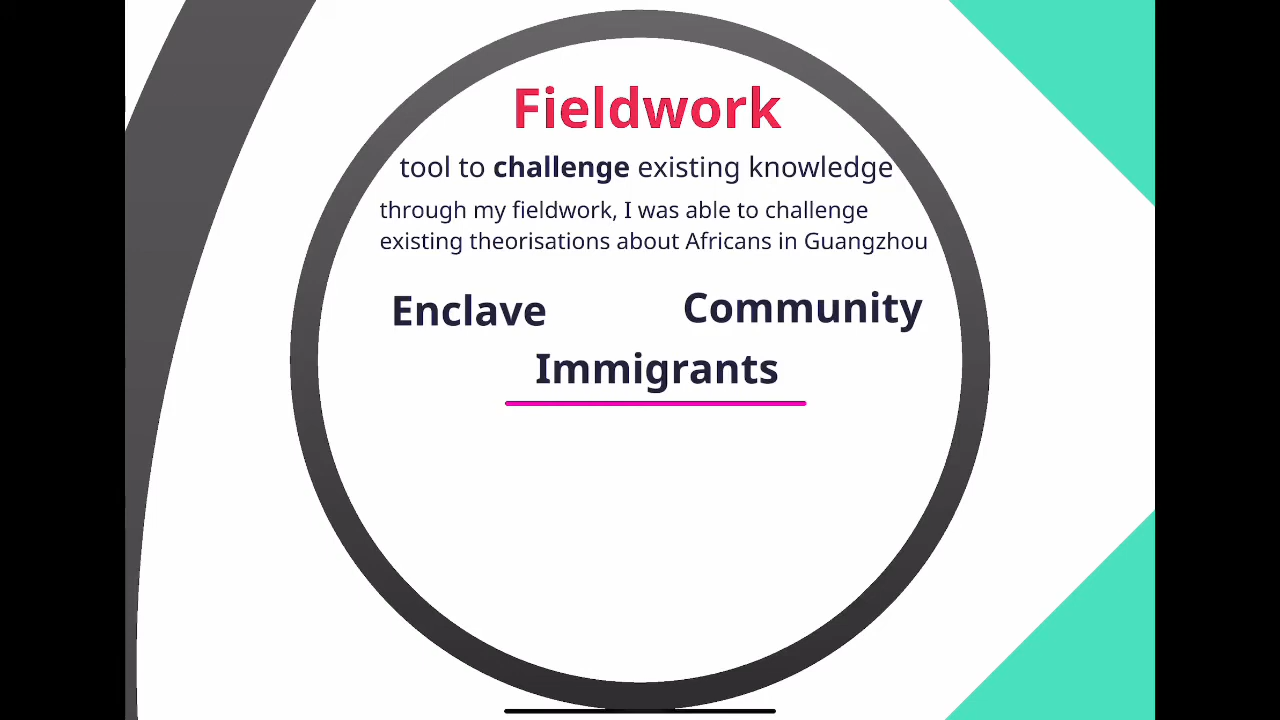 Fieldwork
tool to challenge existing knowledge
through my fieldwork, I was able to challenge
existing theorisations about Africans in Guangzhou
Enclave
Community
Immigrants